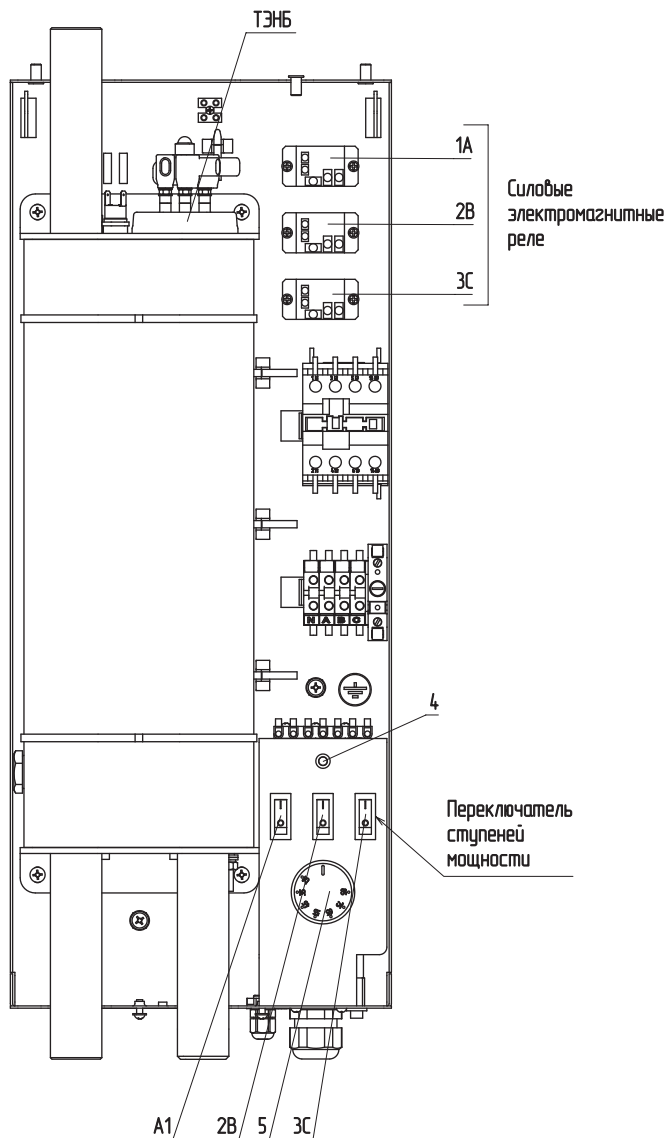 ТЭНБ
1А
2В
3С
Силовые
электромагнитные
реле
N A B C
4
Переключатель
ступеней
мощности
А1 2В 5 3С